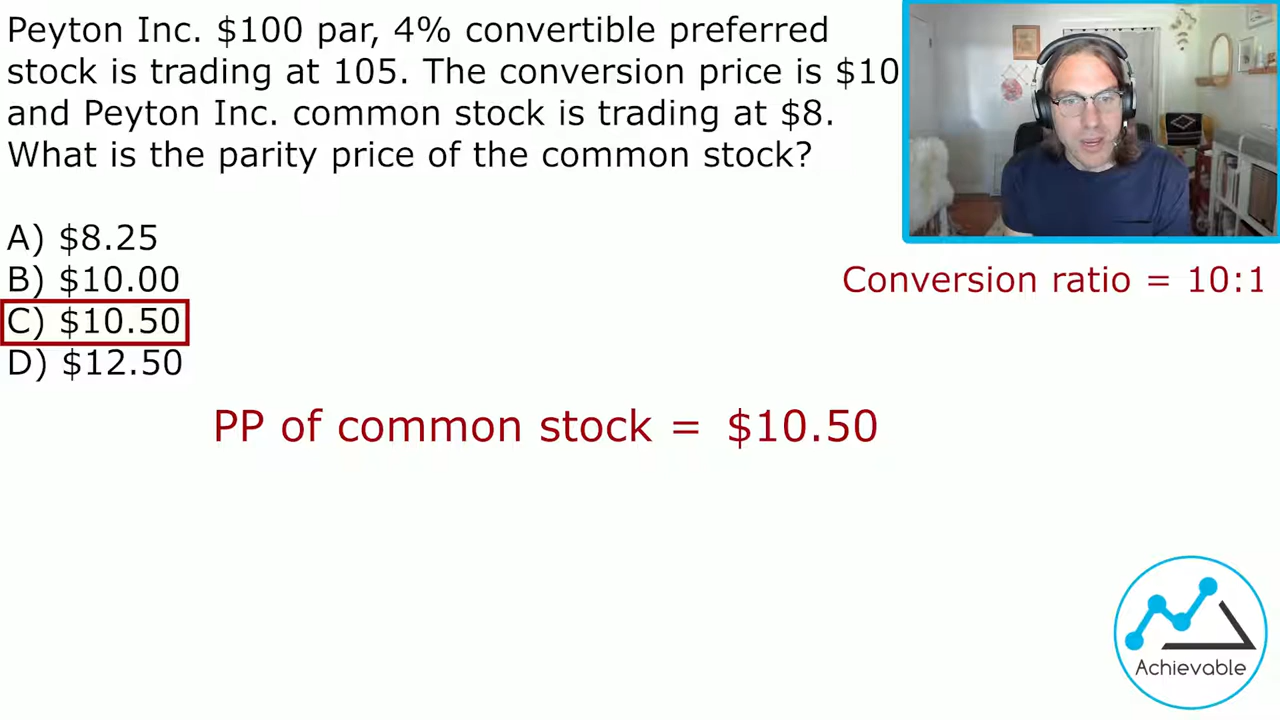 Peyton Inc. $100 par, 4% convertible preferred
stock is trading at 105. The conversion price is $10
and Peyton Inc. common stock is trading at $8.
What is the parity price of the common stock?
A) $8.25
B) $10.00
C) $10.50
D) $12.50
Conversion ratio = 10:1
PP of common stock = $10.50
Achievable